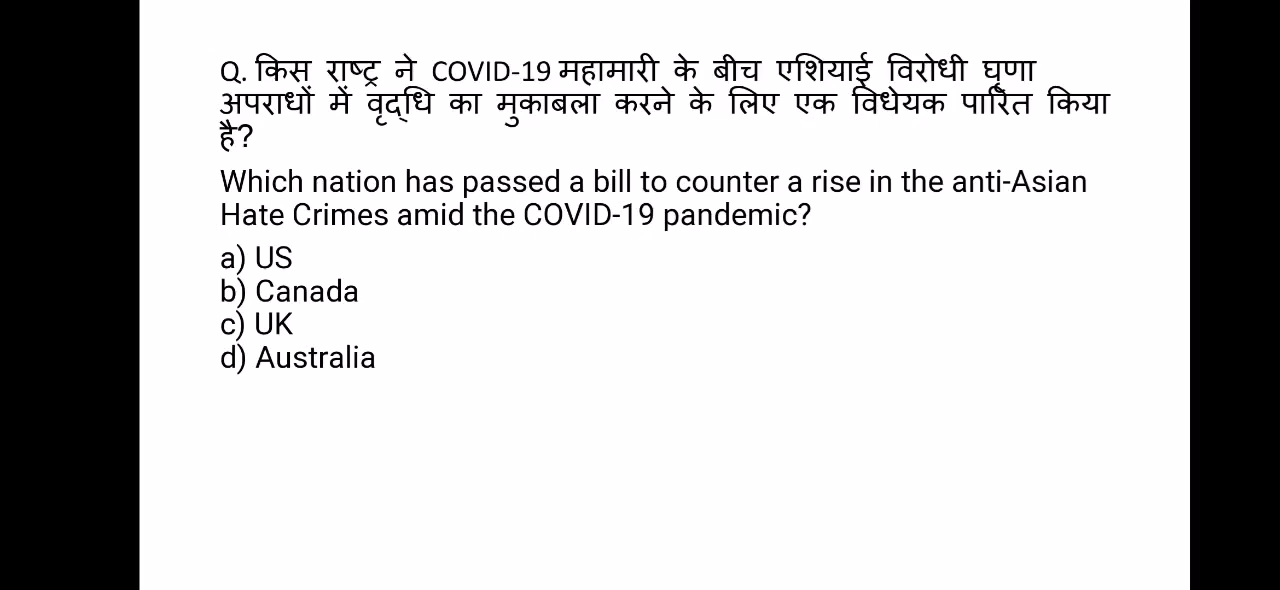 Q. किस राष्ट्र ने COVID-19 महामारी के बीच एशियाई विरोधी घृणा
अपराधों में वृद्धि का मुकाबला करने के लिए एक विधेयक पारित किया
है?
Which nation has passed a bill to counter a rise in the anti-Asian
Hate Crimes amid the COVID-19 pandemic?
a) US
b) Canada
c) UK
d) Australia